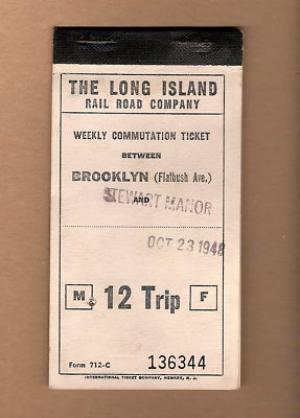 THE LONG ISLAND
RAIL ROAD COMPANY
WEEKLY COMMUTATION TICKET
BETWEEN
BROOKLYN (Flatbush Ave.)
AND
STEWART MANOR
OCT 23 1948
M. 12 Trip F
Form 712-C 136344
INTERNATIONAL TICKET COMPANY, NEWARK, N. J.